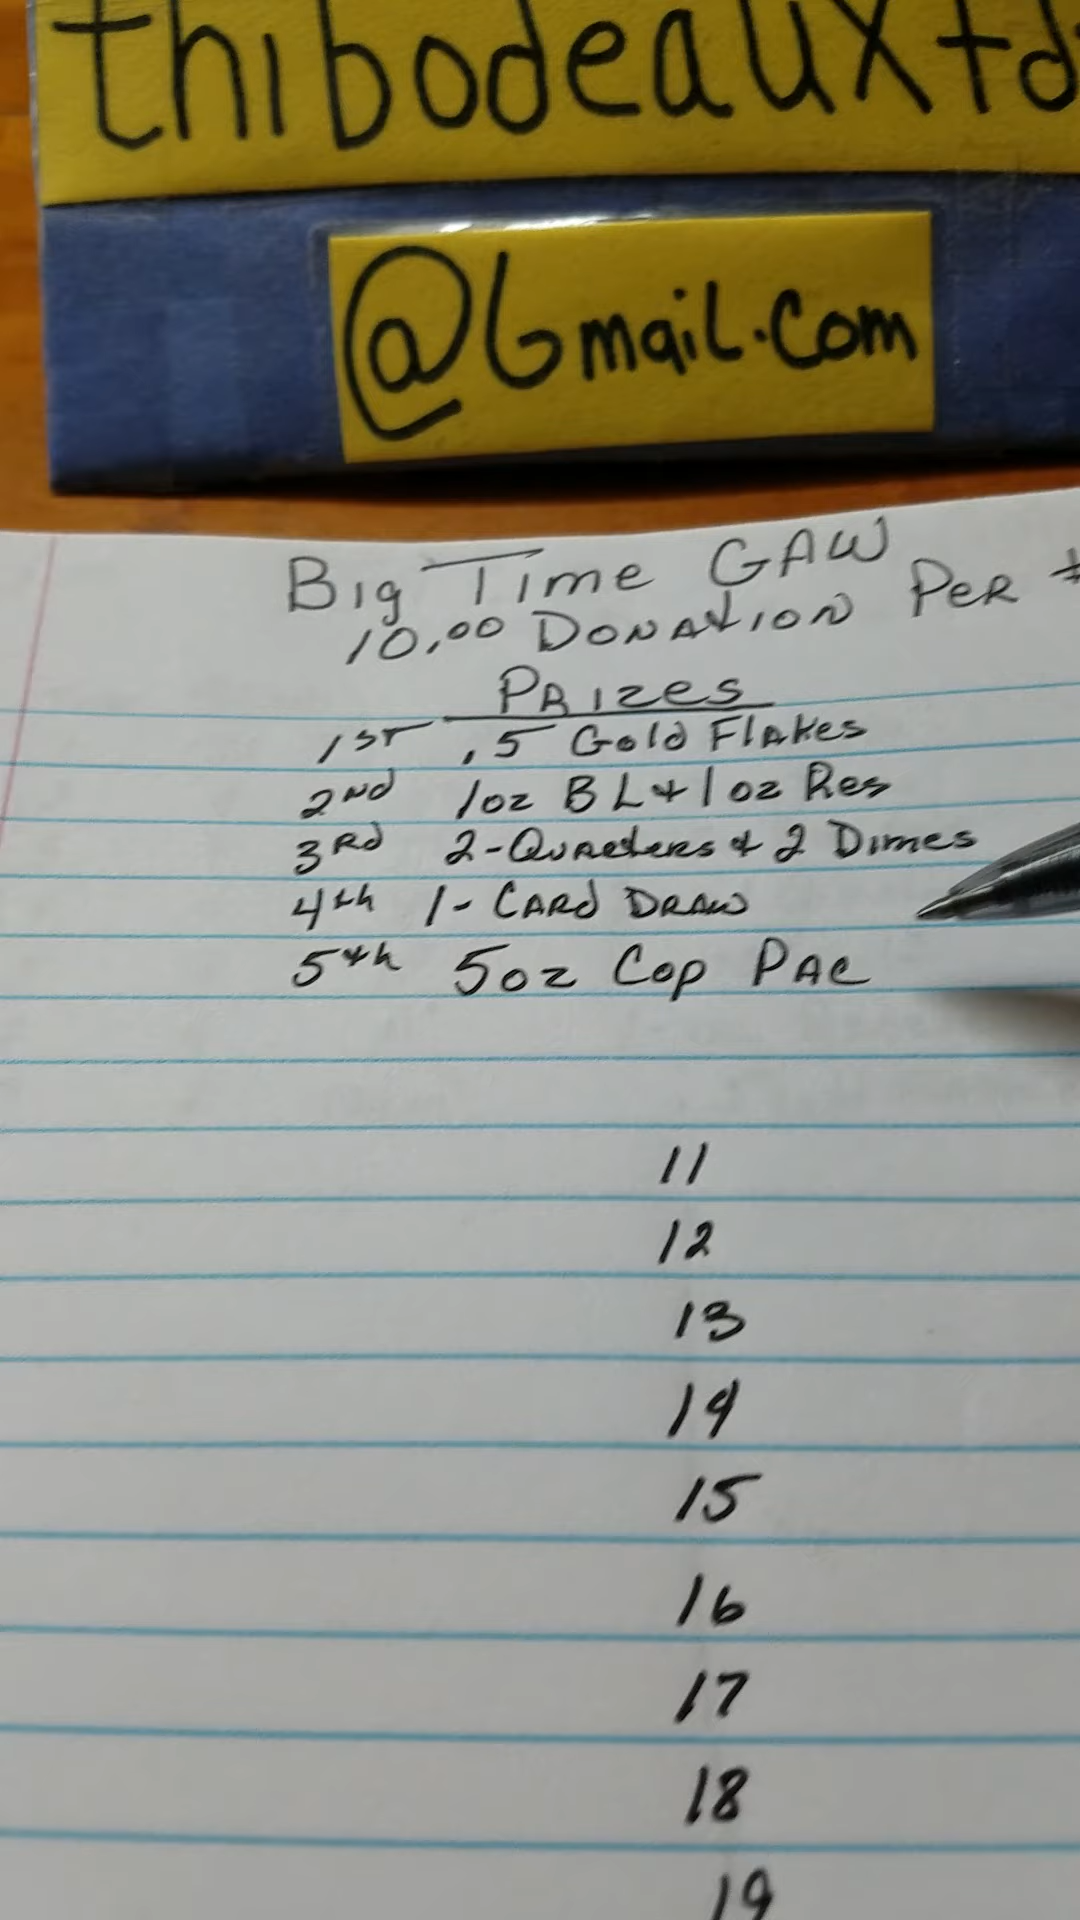 thibodeauxtd
@Gmail.com
Big Time GAW
10.00 Donation Per #
Prizes
1st .5 Gold Flakes
2nd 1oz BL & 1oz Res
3rd 2-Quarters & 2 Dimes
4th 1-Card Draw
5th 5oz Cop Pac
11
12
13
14
15
16
17
18
19